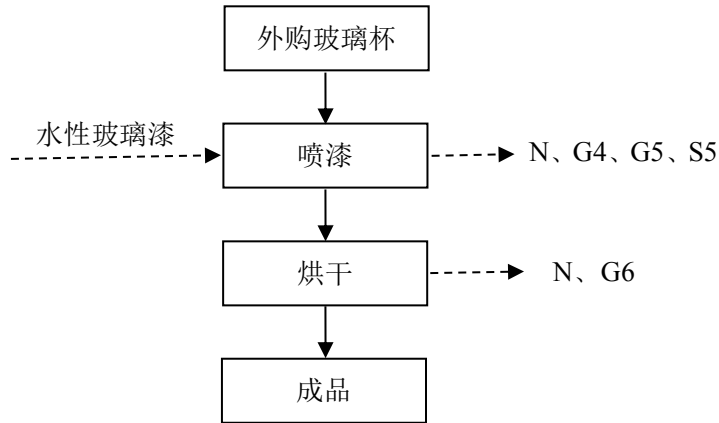 外购玻璃杯
水性玻璃漆
喷漆
N、G4、G5、S5
烘干
N、G6
成品